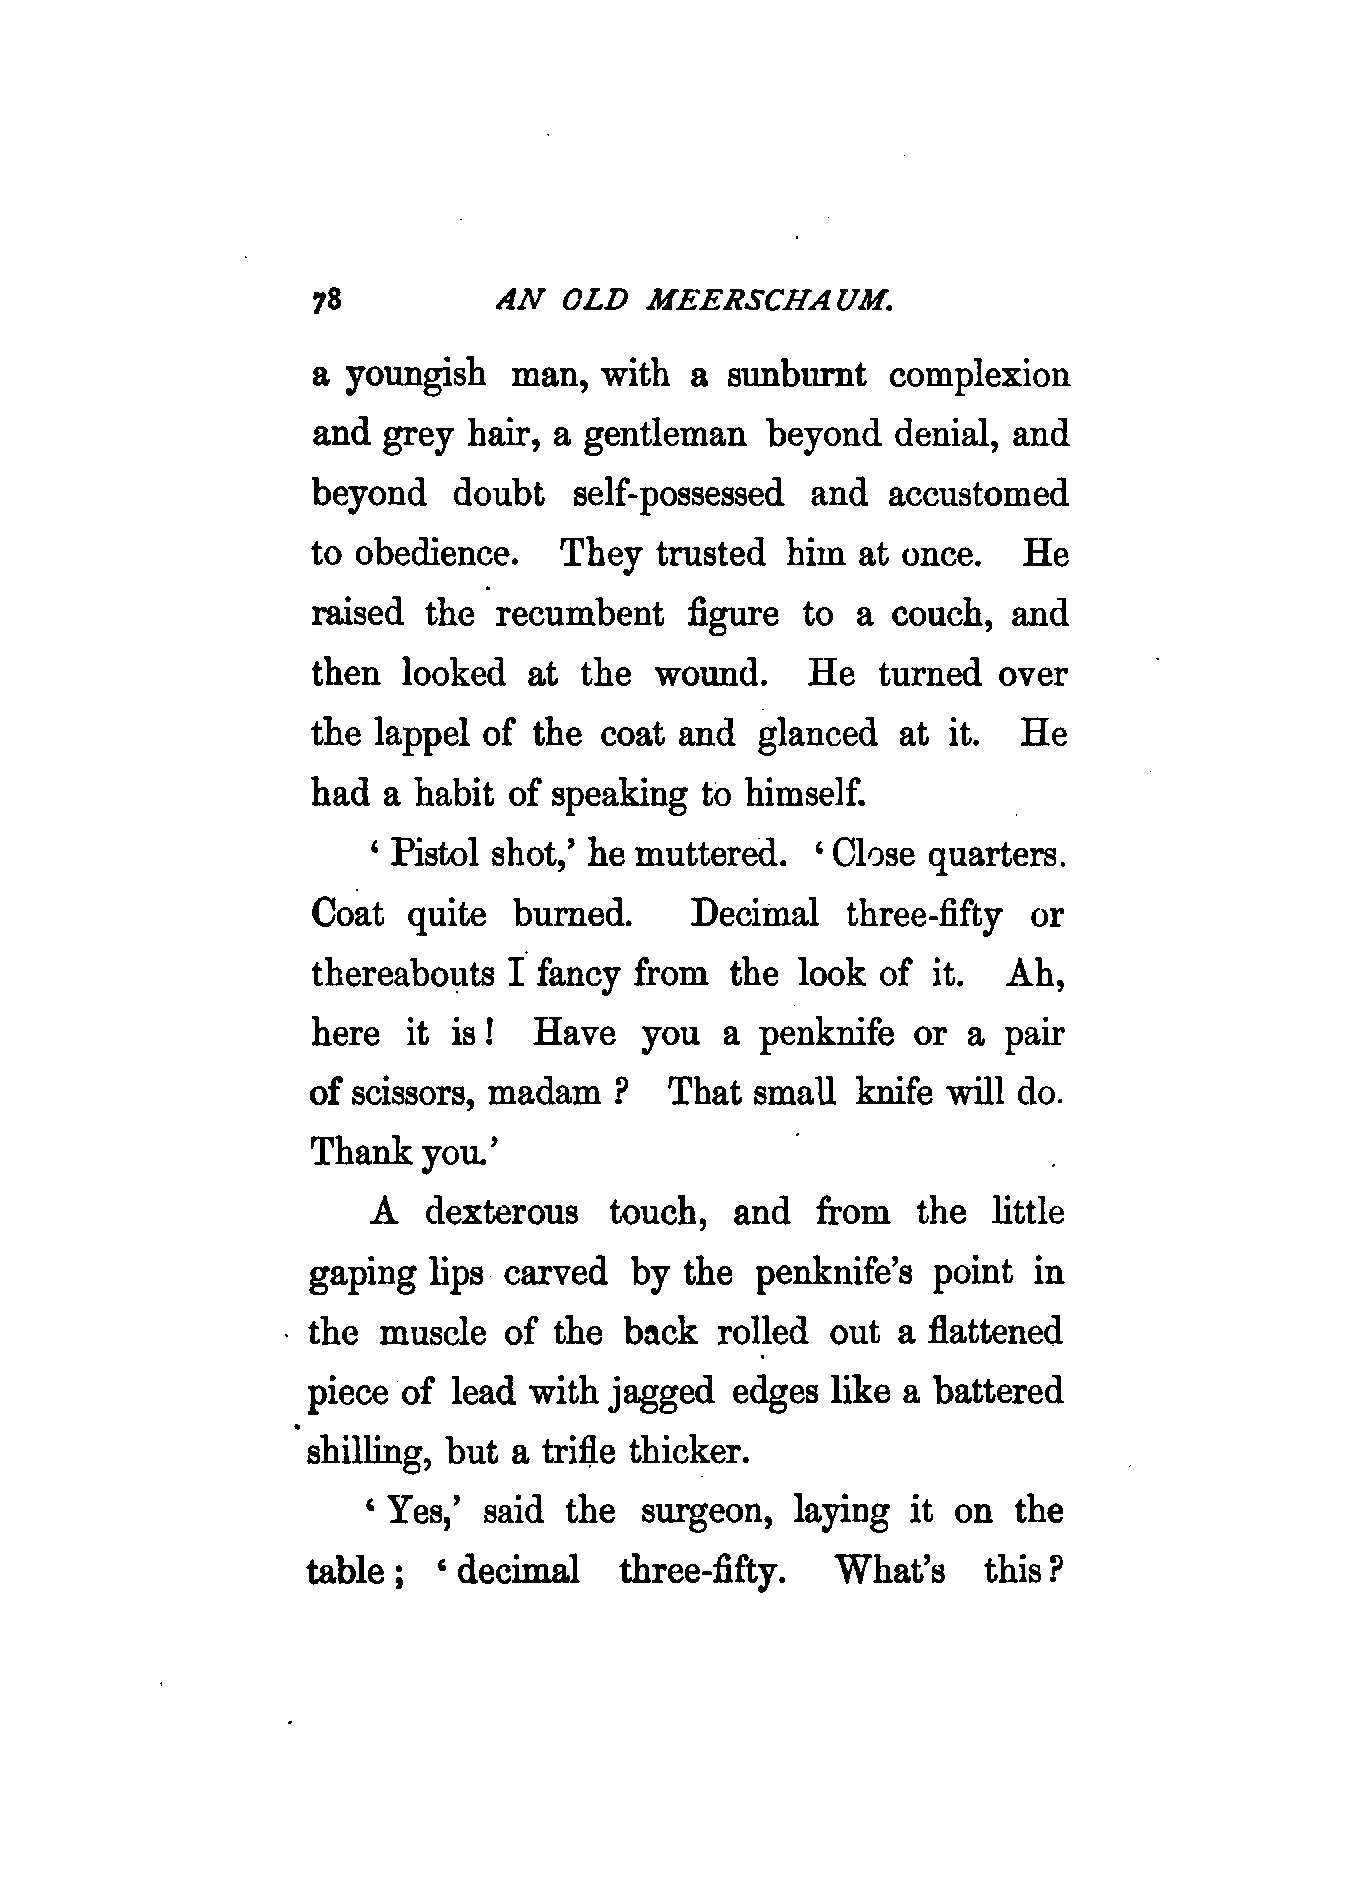 78 AN OLD MEERSCHAUM.
a youngish man, with a sunburnt complexion
and grey hair, a gentleman beyond denial, and
beyond doubt self-possessed and accustomed
to obedience. They trusted him at once. He
raised the recumbent figure to a couch, and
then looked at the wound. He turned over
the lappel of the coat and glanced at it. He
had a habit of speaking to himself.
‘ Pistol shot,’ he muttered. ‘ Close quarters.
Coat quite burned. Decimal three-fifty or
thereabouts I fancy from the look of it. Ah,
here it is ! Have you a penknife or a pair
of scissors, madam ? That small knife will do.
Thank you.’
A dexterous touch, and from the little
gaping lips carved by the penknife’s point in
the muscle of the back rolled out a flattened
piece of lead with jagged edges like a battered
shilling, but a trifle thicker.
‘ Yes,’ said the surgeon, laying it on the
table ; ‘ decimal three-fifty. What’s this ?